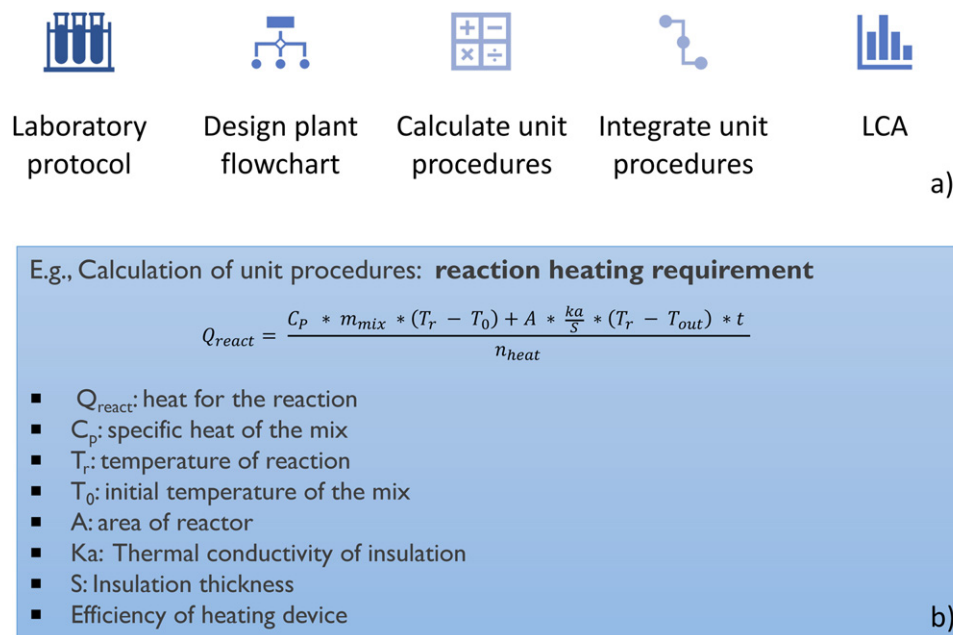 Laboratory protocol
Design plant flowchart
Calculate unit procedures
Integrate unit procedures
LCA
a)
E.g., Calculation of unit procedures: reaction heating requirement
Q_react = (C_P * m_mix * (T_r − T_0) + A * ka/S * (T_r − T_out) * t) / n_heat
▪ Q_react: heat for the reaction
▪ C_p: specific heat of the mix
▪ T_r: temperature of reaction
▪ T_0: initial temperature of the mix
▪ A: area of reactor
▪ Ka: Thermal conductivity of insulation
▪ S: Insulation thickness
▪ Efficiency of heating device
b)